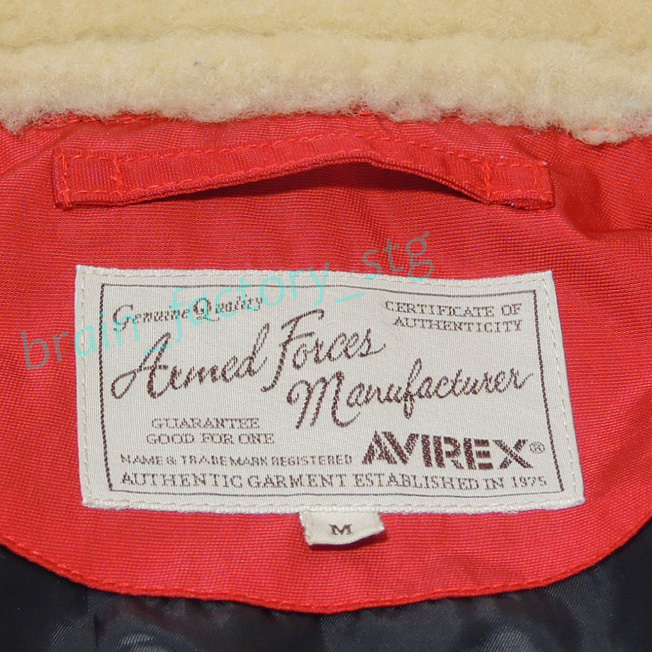 Genuine Quality
CERTIFICATE OF
AUTHENTICITY
Armed Forces
Manufacturer
GUARANTEE
GOOD FOR ONE
NAME & TRADEMARK REGISTERED
AVIREX®
AUTHENTIC GARMENT ESTABLISHED IN 1975
M
brain_factory_stg